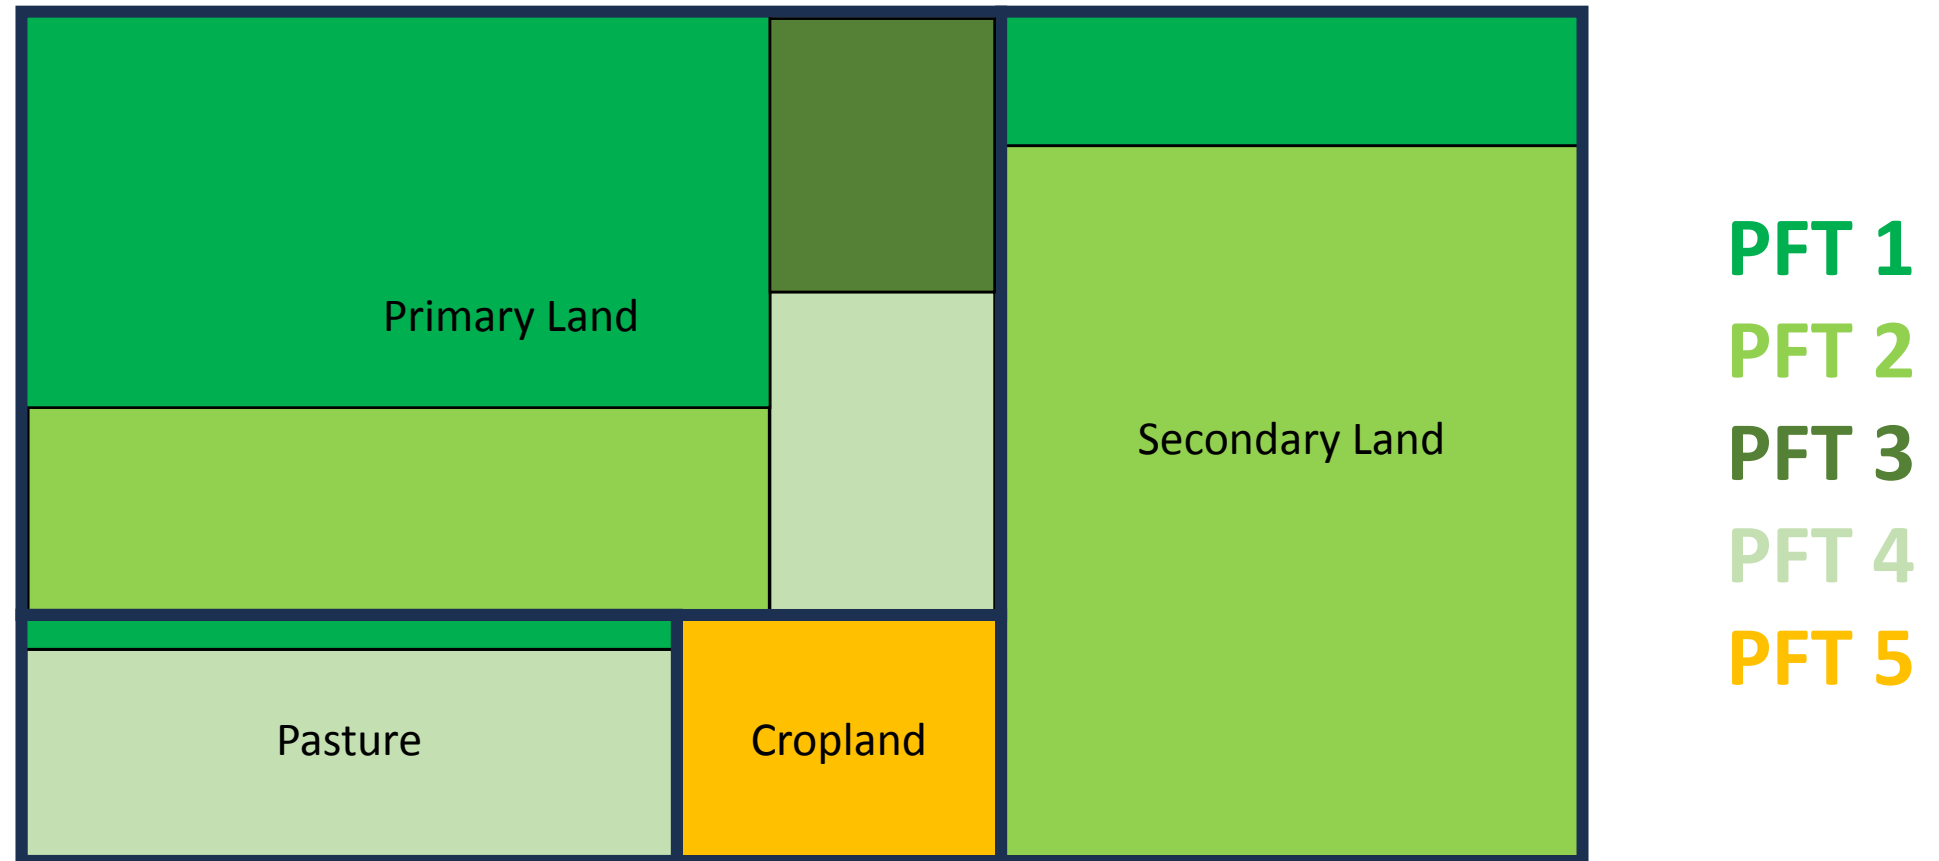 Primary Land
Secondary Land
Pasture
Cropland
PFT 1
PFT 2
PFT 3
PFT 4
PFT 5